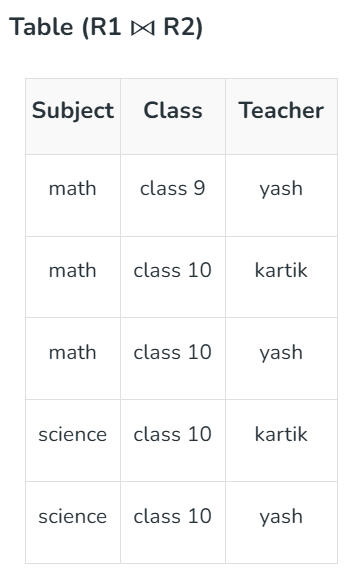 Table (R1 ⋈ R2)
Subject Class Teacher
math class 9 yash
math class 10 kartik
math class 10 yash
science class 10 kartik
science class 10 yash